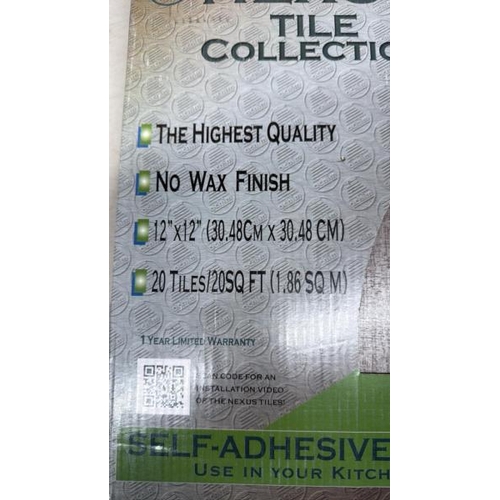 TILE
COLLECTIO
THE HIGHEST QUALITY
NO WAX FINISH
12"x12" (30.48CM X 30.48 CM)
20 TILES/20SQ FT (1.86 SQ M)
1 YEAR LIMITED WARRANTY
AN CODE FOR AN
INSTALLATION VIDEO
OF THE NEXUS TILES!
SELF-ADHESIVE
USE IN YOUR KITCH